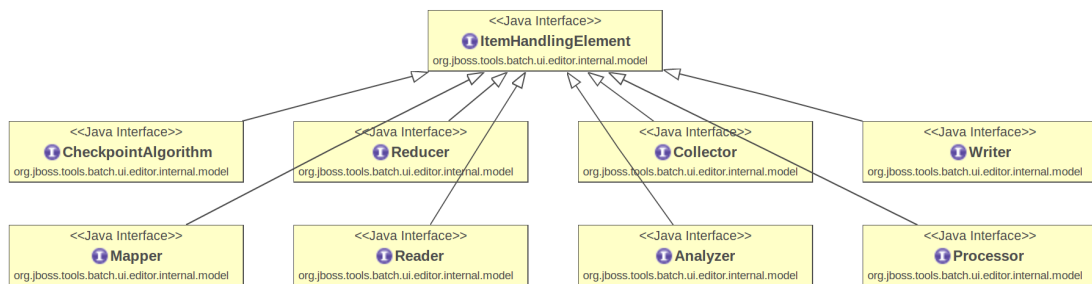 <<Java Interface>>
ItemHandlingElement
org.jboss.tools.batch.ui.editor.internal.model
<<Java Interface>>
CheckpointAlgorithm
org.jboss.tools.batch.ui.editor.internal.model
<<Java Interface>>
Reducer
org.jboss.tools.batch.ui.editor.internal.model
<<Java Interface>>
Collector
org.jboss.tools.batch.ui.editor.internal.model
<<Java Interface>>
Writer
org.jboss.tools.batch.ui.editor.internal.model
<<Java Interface>>
Mapper
org.jboss.tools.batch.ui.editor.internal.model
<<Java Interface>>
Reader
org.jboss.tools.batch.ui.editor.internal.model
<<Java Interface>>
Analyzer
org.jboss.tools.batch.ui.editor.internal.model
<<Java Interface>>
Processor
org.jboss.tools.batch.ui.editor.internal.model